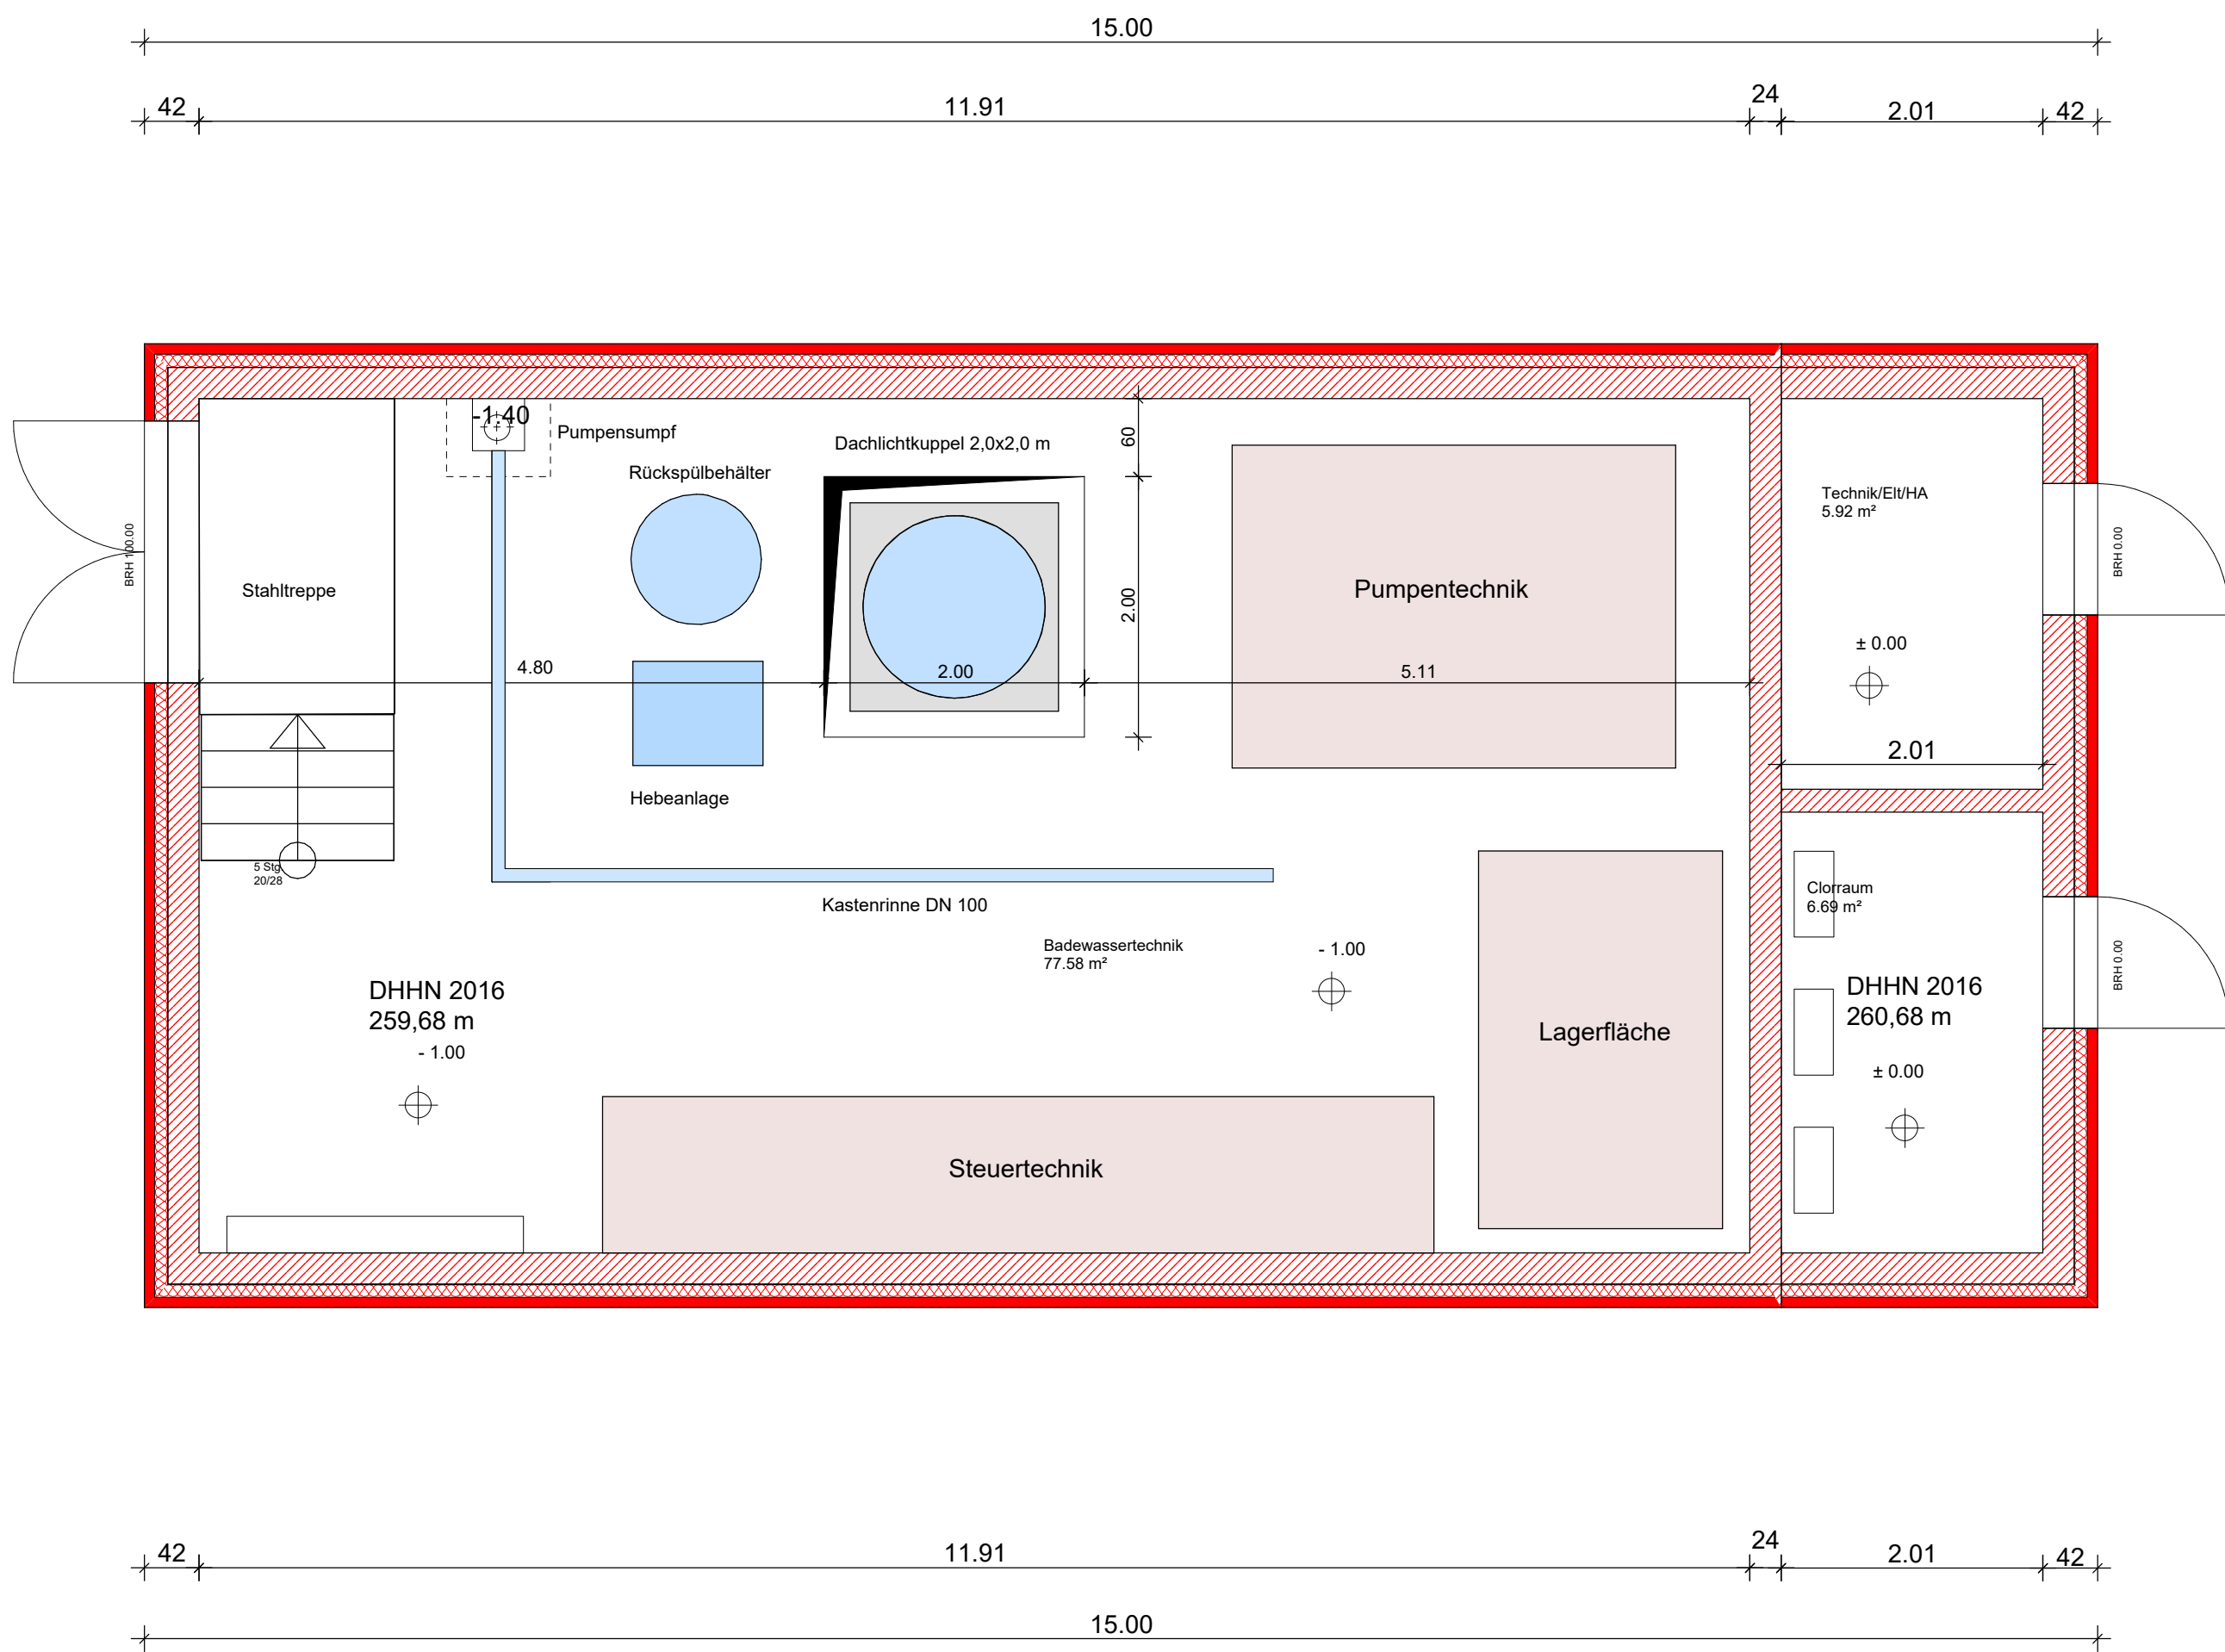 15.00
42
11.91
24
2.01
42
-1.40
Pumpensumpf
Dachlichtkuppel 2,0x2,0 m
60
Rückspülbehälter
Technik/Elt/HA
5.92 m²
BRH 100.00
BRH 0.00
Stahltreppe
2.00
Pumpentechnik
± 0.00
4.80
2.00
5.11
2.01
Hebeanlage
5 Stg.
20/28
Kastenrinne DN 100
Clorraum
6.69 m²
Badewassertechnik
77.58 m²
- 1.00
BRH 0.00
DHHN 2016
259,68 m
- 1.00
DHHN 2016
260,68 m
Lagerfläche
± 0.00
Steuertechnik
42
11.91
24
2.01
42
15.00